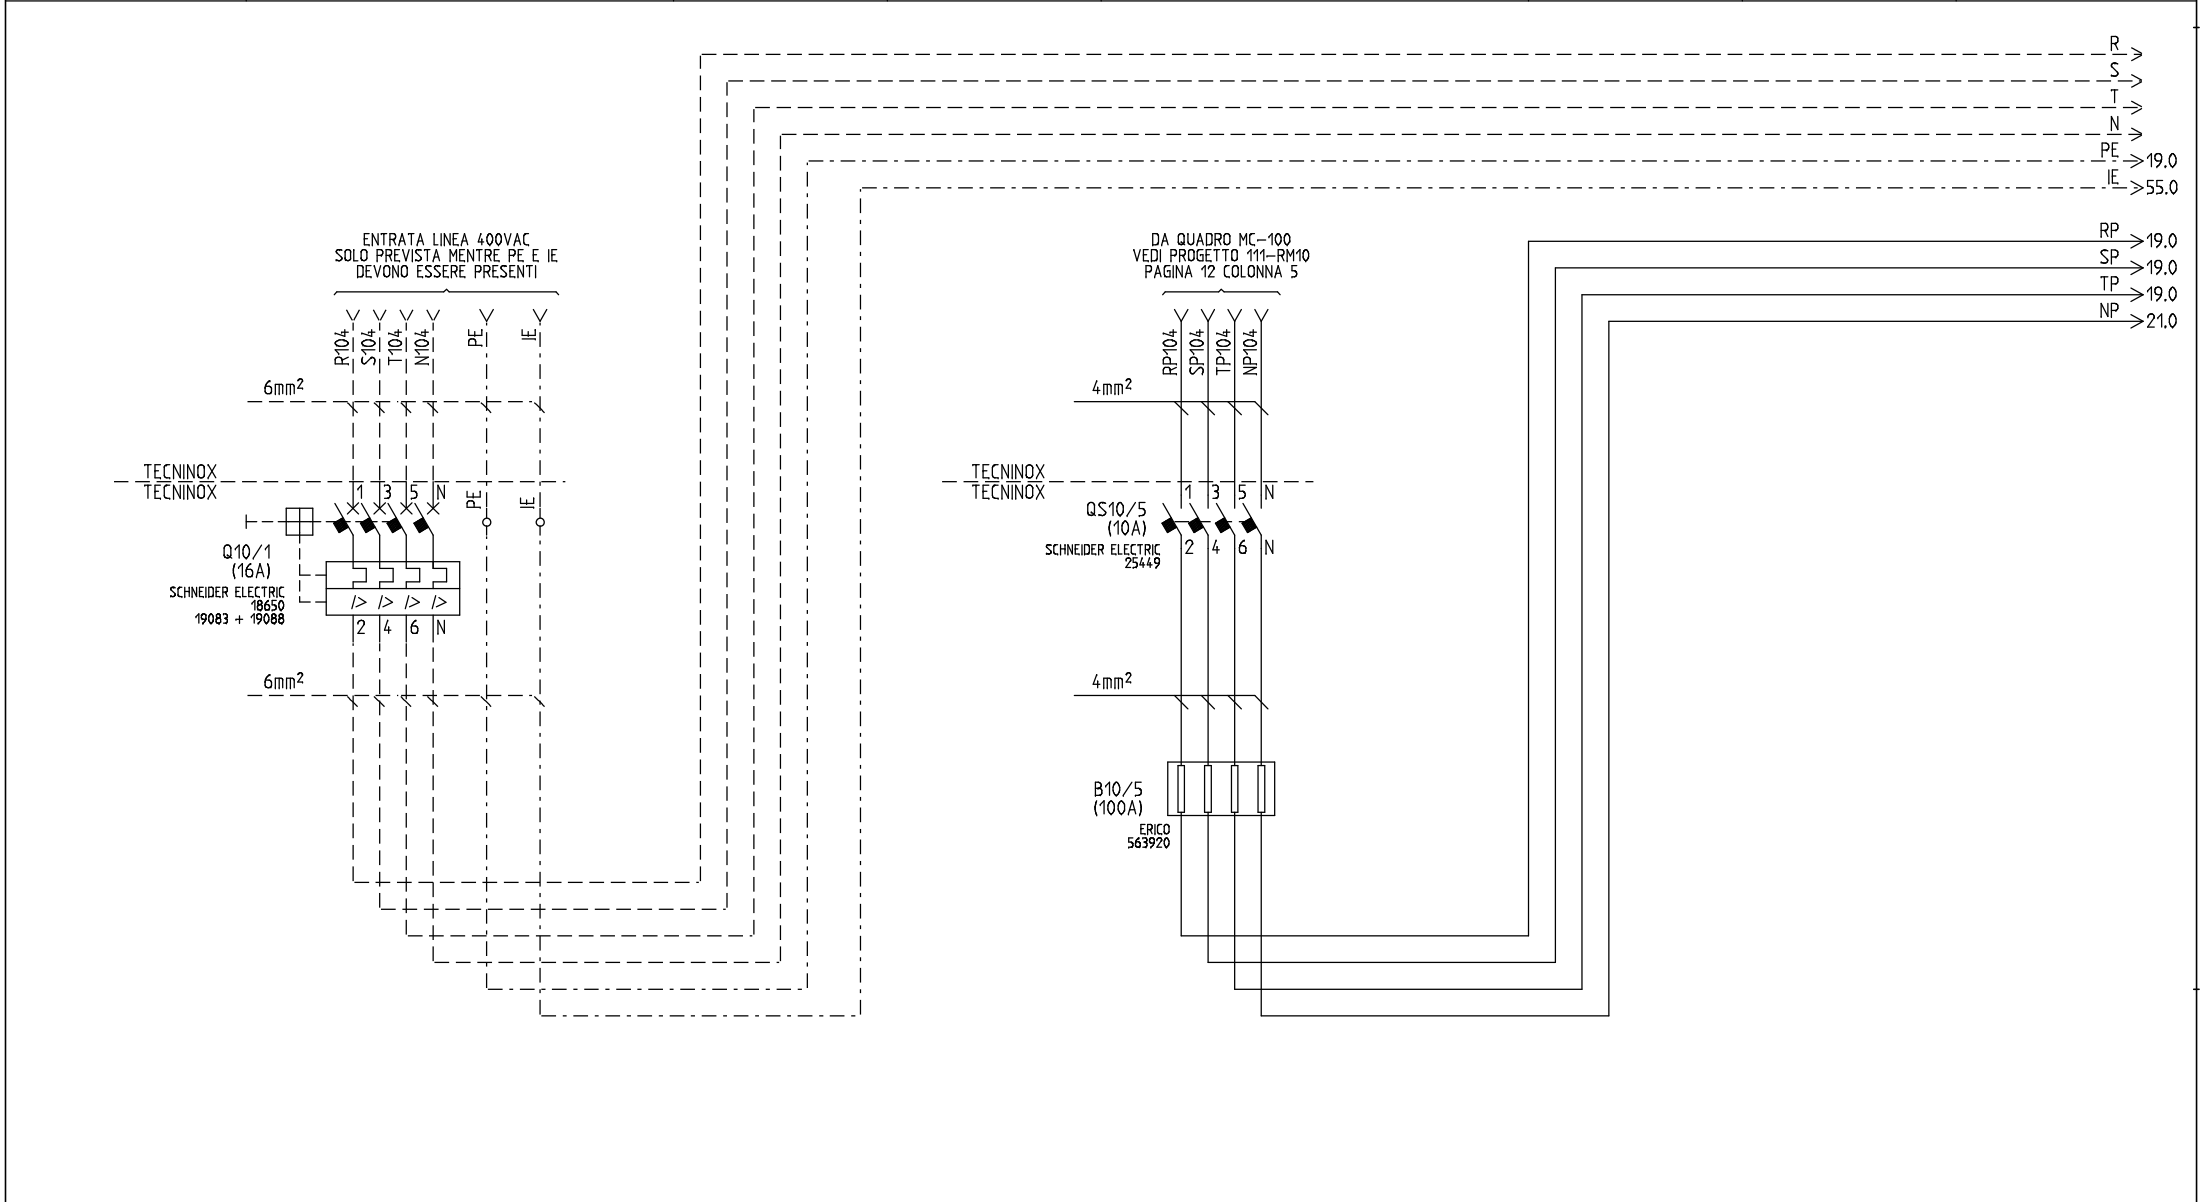 R
S
T
N
PE 19.0
IE 55.0
RP 19.0
SP 19.0
TP 19.0
NP 21.0
ENTRATA LINEA 400VAC
SOLO PREVISTA MENTRE PE E IE
DEVONO ESSERE PRESENTI
R104 S104 T104 N104 PE IE
6mm²
TECNINOX
TECNINOX
1 3 5 N PE IE
Q10/1
(16A)
SCHNEIDER ELECTRIC
18650
19083 + 19088
/> /> /> />
2 4 6 N
6mm²
DA QUADRO MC-100
VEDI PROGETTO 111-RM10
PAGINA 12 COLONNA 5
RP104 SP104 TP104 NP104
4mm²
TECNINOX
TECNINOX
1 3 5 N
QS10/5
(10A)
SCHNEIDER ELECTRIC
25449
2 4 6 N
4mm²
B10/5
(100A)
ERICO
563920